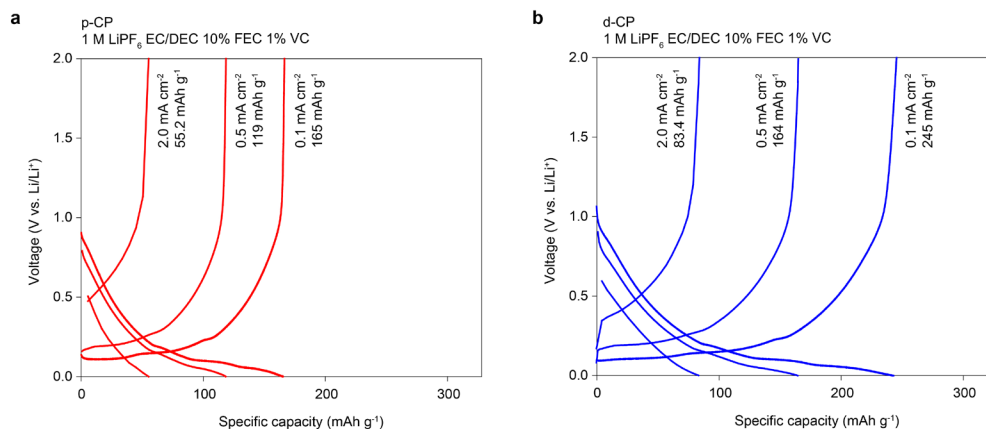 a
p-CP
1 M LiPF₆ EC/DEC 10% FEC 1% VC
2.0
1.5
1.0
0.5
0.0
Voltage (V vs. Li/Li⁺)
2.0 mA cm⁻²
55.2 mAh g⁻¹
0.5 mA cm⁻²
119 mAh g⁻¹
0.1 mA cm⁻²
165 mAh g⁻¹
0
100
200
300
Specific capacity (mAh g⁻¹)
b
d-CP
1 M LiPF₆ EC/DEC 10% FEC 1% VC
2.0
1.5
1.0
0.5
0.0
Voltage (V vs. Li/Li⁺)
2.0 mA cm⁻²
83.4 mAh g⁻¹
0.5 mA cm⁻²
164 mAh g⁻¹
0.1 mA cm⁻²
245 mAh g⁻¹
0
100
200
300
Specific capacity (mAh g⁻¹)